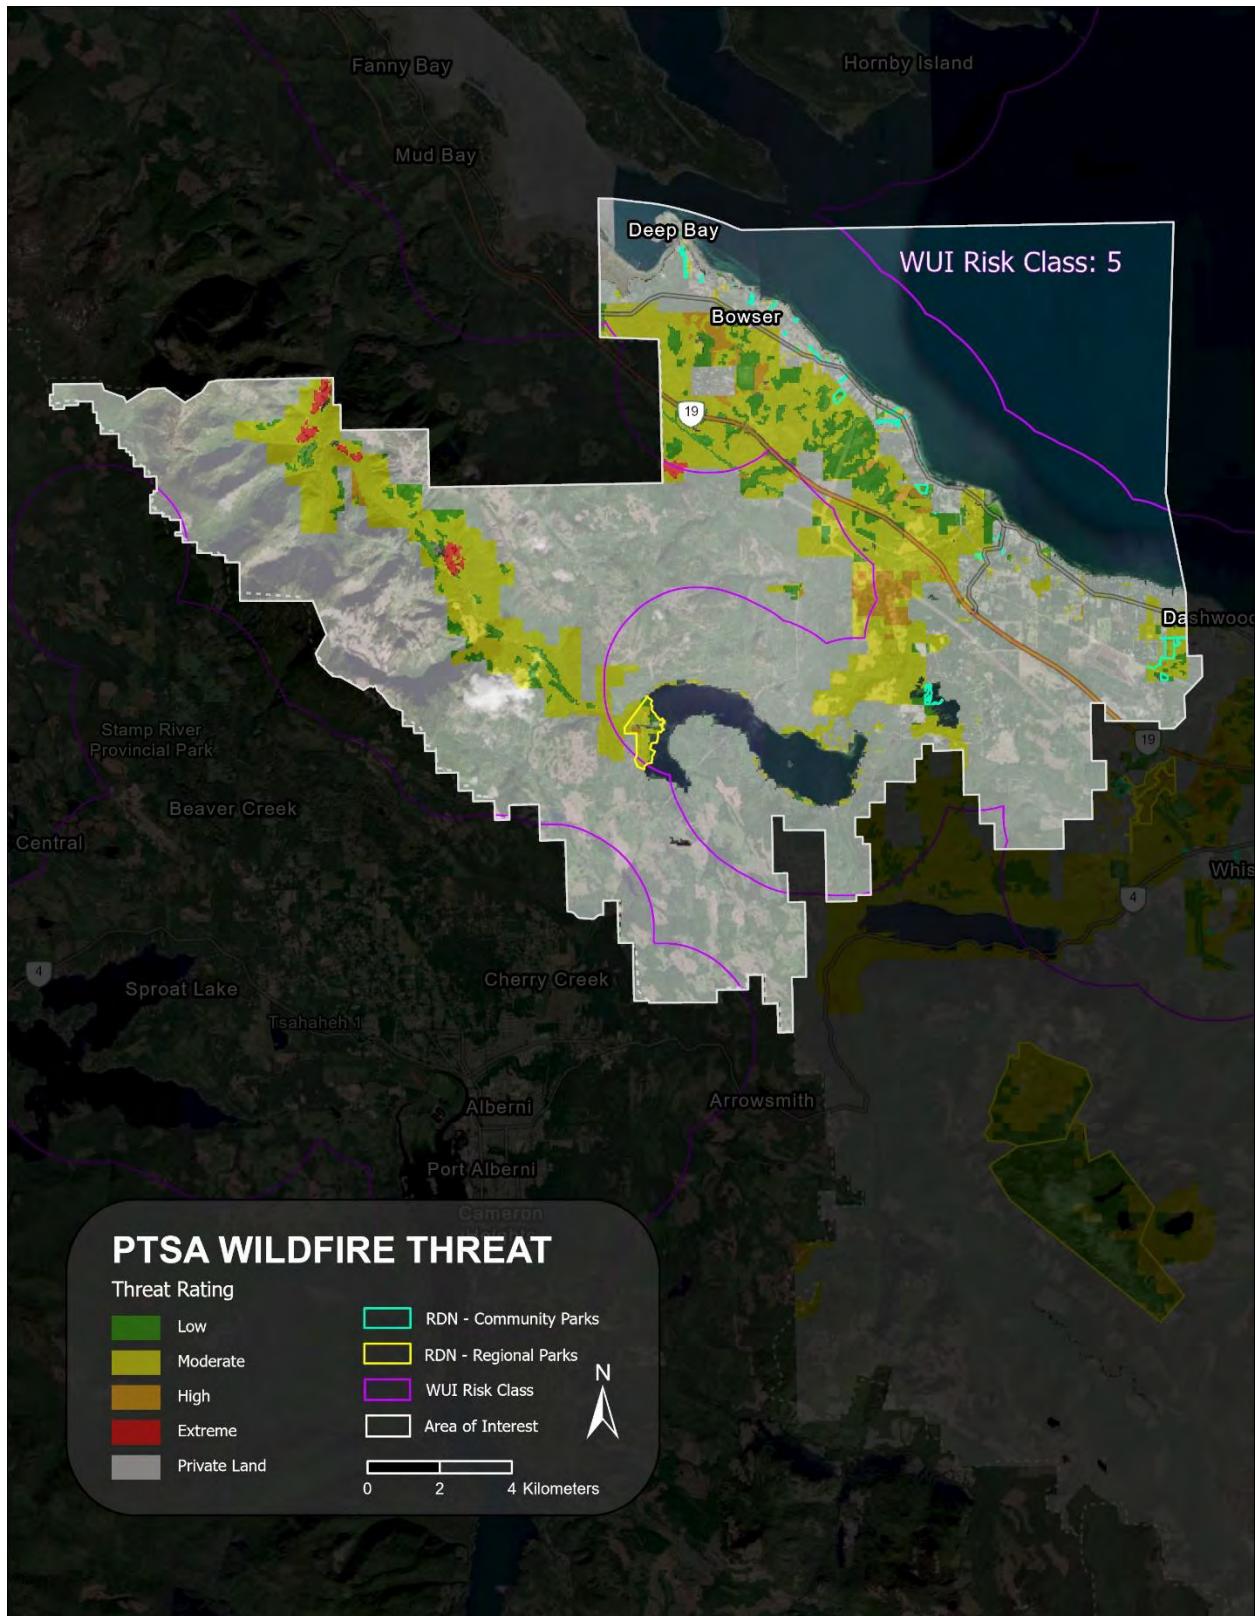 Fanny Bay
Hornby Island
Mud Bay
Deep Bay
WUI Risk Class: 5
Bowser
19
Dashwood
Stamp River
Provincial Park
19
Beaver Creek
Central
Whis
4
4
Cherry Creek
Sproat Lake
Tsahaheh 1
Arrowsmith
Alberni
Port Alberni
Cameron
PTSA WILDFIRE THREAT
Threat Rating
Low
Moderate
High
Extreme
Private Land
RDN - Community Parks
RDN - Regional Parks
WUI Risk Class
Area of Interest
N
0 2 4 Kilometers